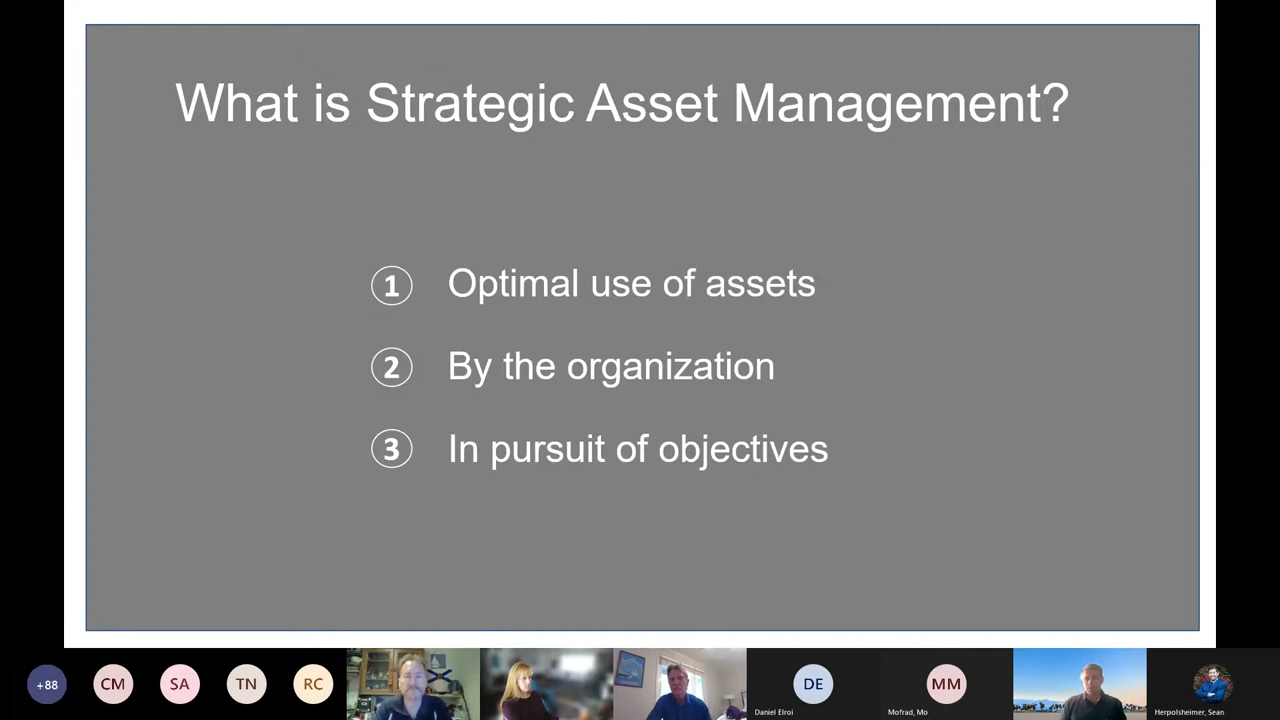 What is Strategic Asset Management?
① Optimal use of assets
② By the organization
③ In pursuit of objectives
+88
CM
SA
TN
RC
DE
Daniel Elroi
MM
Mofrad, Mo
Herpolsheimer, Sean